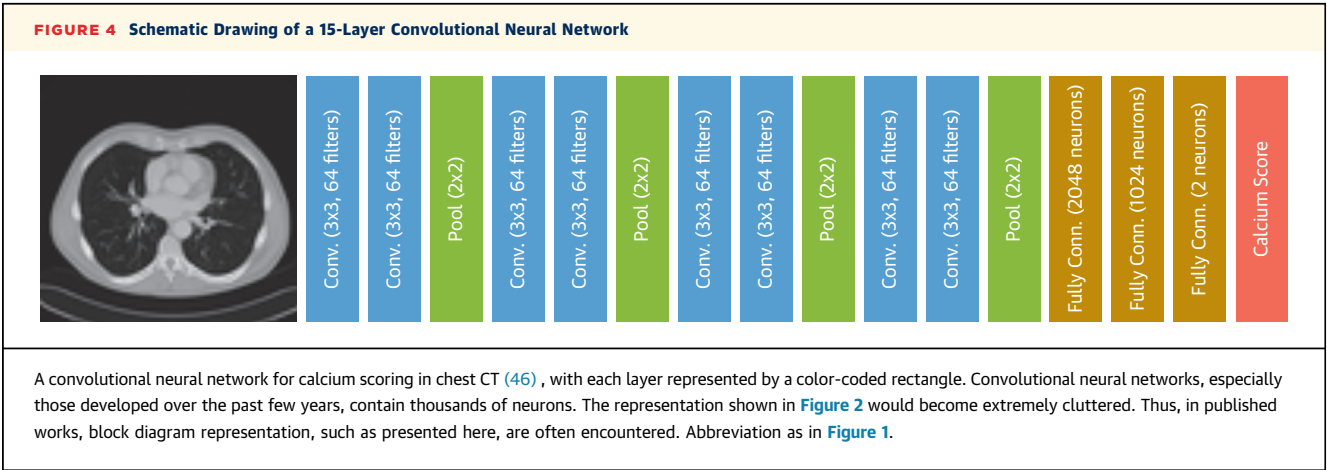 FIGURE 4 Schematic Drawing of a 15-Layer Convolutional Neural Network
Conv. (3x3, 64 filters)
Conv. (3x3, 64 filters)
Pool (2x2)
Conv. (3x3, 64 filters)
Conv. (3x3, 64 filters)
Pool (2x2)
Conv. (3x3, 64 filters)
Conv. (3x3, 64 filters)
Pool (2x2)
Conv. (3x3, 64 filters)
Conv. (3x3, 64 filters)
Pool (2x2)
Fully Conn. (2048 neurons)
Fully Conn. (1024 neurons)
Fully Conn. (2 neurons)
Calcium Score
A convolutional neural network for calcium scoring in chest CT (46) , with each layer represented by a color-coded rectangle. Convolutional neural networks, especially
those developed over the past few years, contain thousands of neurons. The representation shown in Figure 2 would become extremely cluttered. Thus, in published
works, block diagram representation, such as presented here, are often encountered. Abbreviation as in Figure 1.